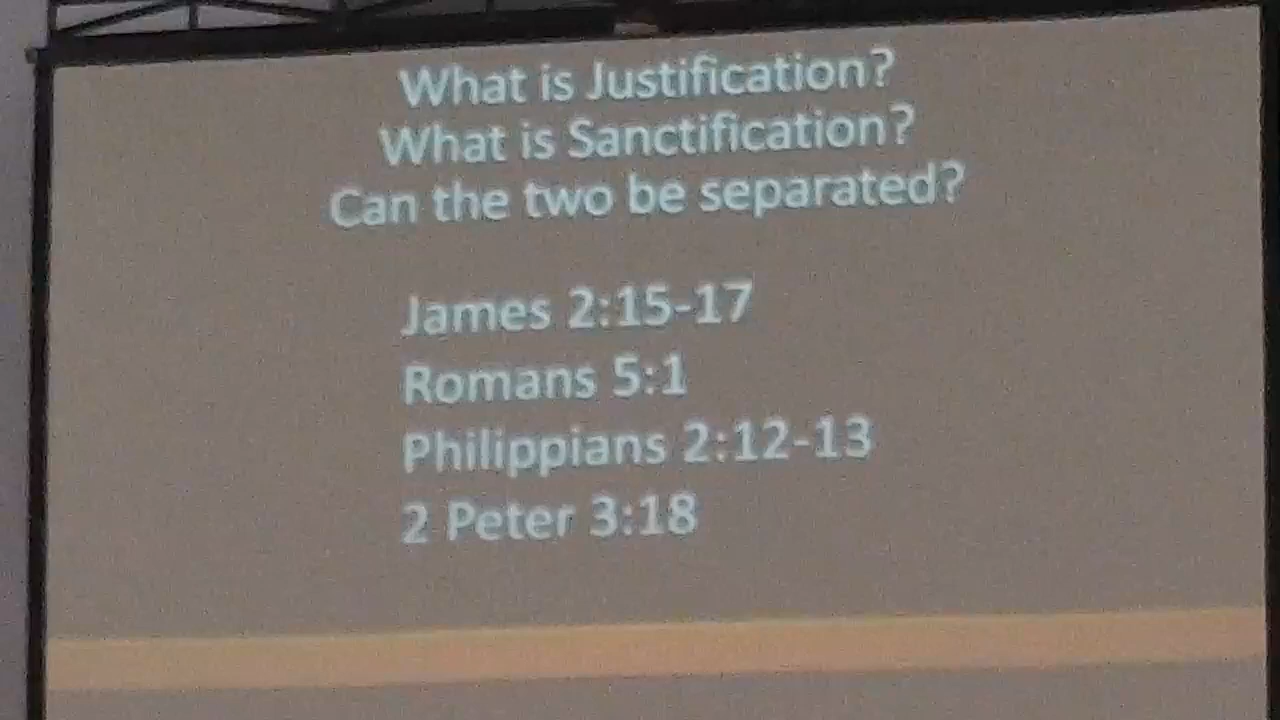 What is Justification?
What is Sanctification?
Can the two be separated?
James 2:15-17
Romans 5:1
Philippians 2:12-13
2 Peter 3:18